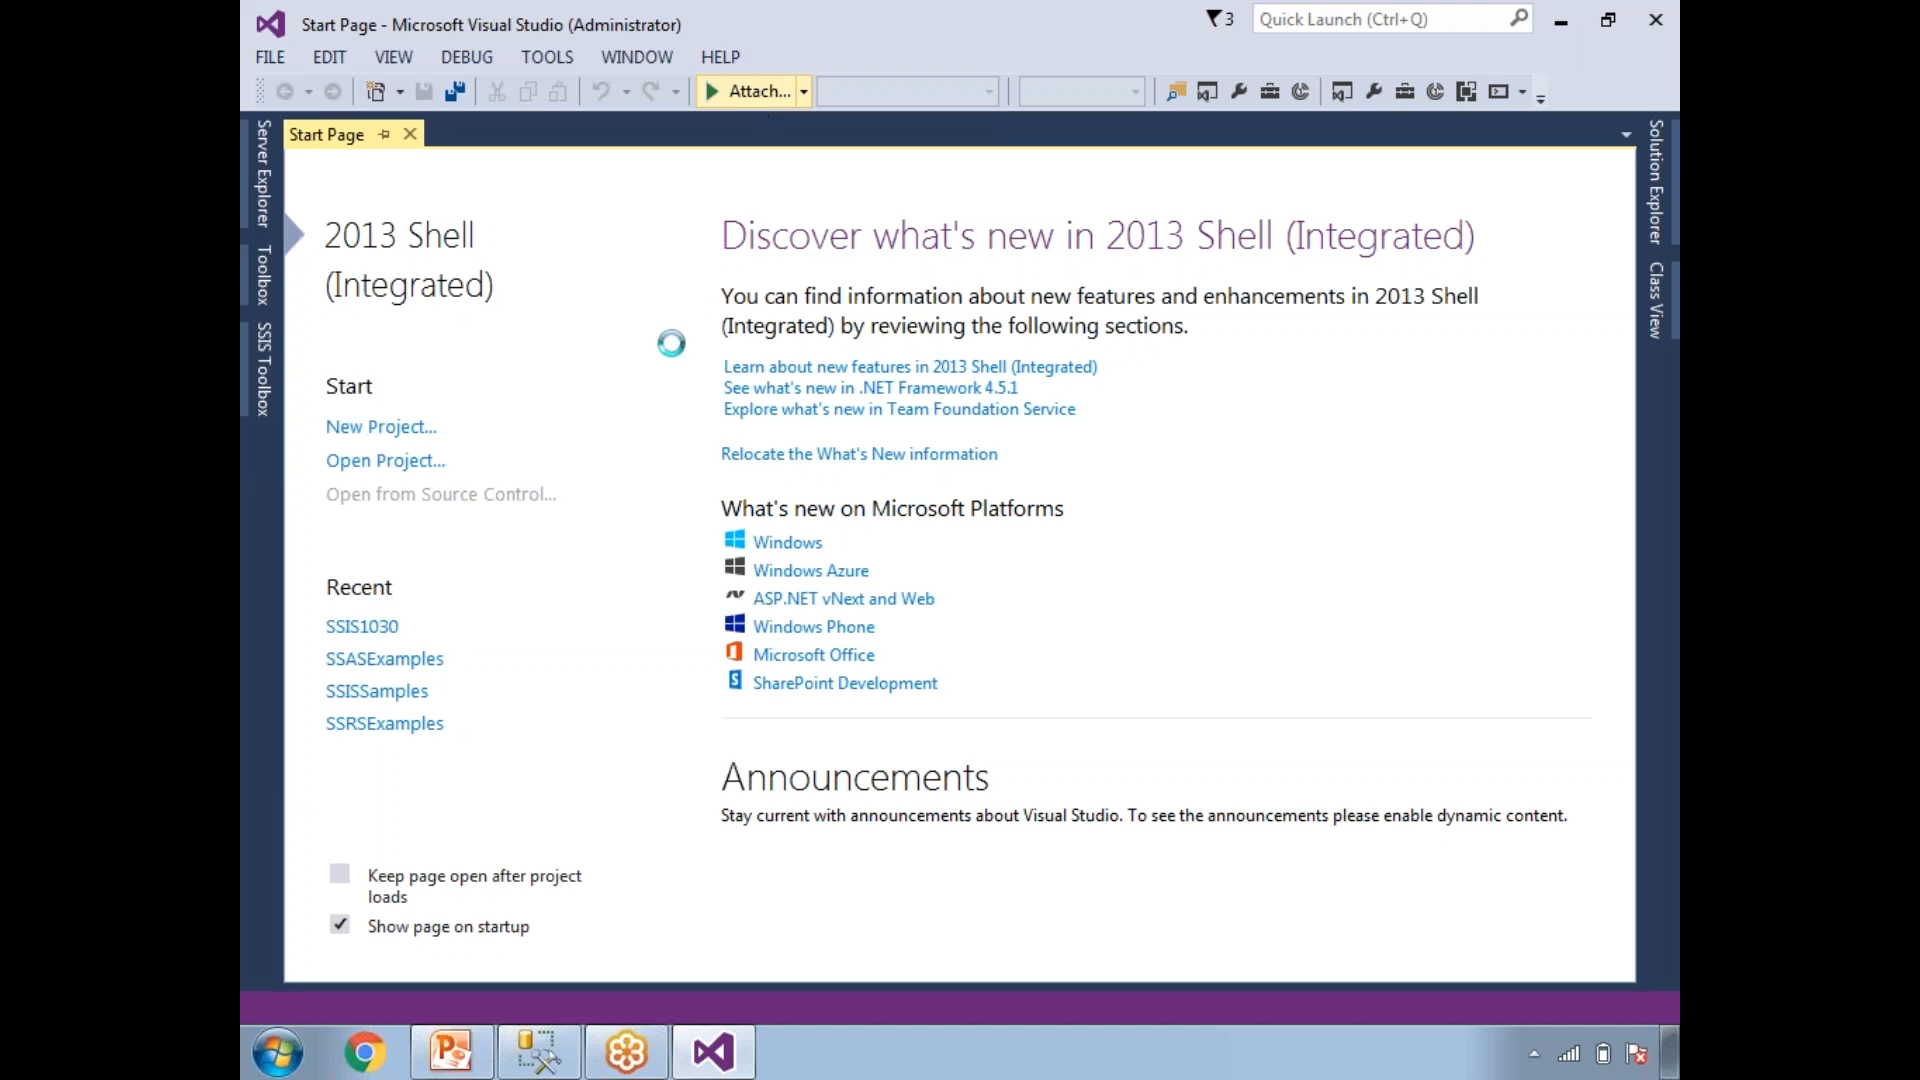 Start Page - Microsoft Visual Studio (Administrator)
3
Quick Launch (Ctrl+Q)
FILE EDIT VIEW DEBUG TOOLS WINDOW HELP
Attach...
Server Explorer
Toolbox
SSIS Toolbox
Start Page
Solution Explorer
Class View
2013 Shell
(Integrated)
Start
New Project...
Open Project...
Open from Source Control...
Recent
SSIS1030
SSASExamples
SSISSamples
SSRSExamples
Keep page open after project
loads
Show page on startup
Discover what's new in 2013 Shell (Integrated)
You can find information about new features and enhancements in 2013 Shell
(Integrated) by reviewing the following sections.
Learn about new features in 2013 Shell (Integrated)
See what's new in .NET Framework 4.5.1
Explore what's new in Team Foundation Service
Relocate the What's New information
What's new on Microsoft Platforms
Windows
Windows Azure
ASP.NET vNext and Web
Windows Phone
Microsoft Office
SharePoint Development
Announcements
Stay current with announcements about Visual Studio. To see the announcements please enable dynamic content.